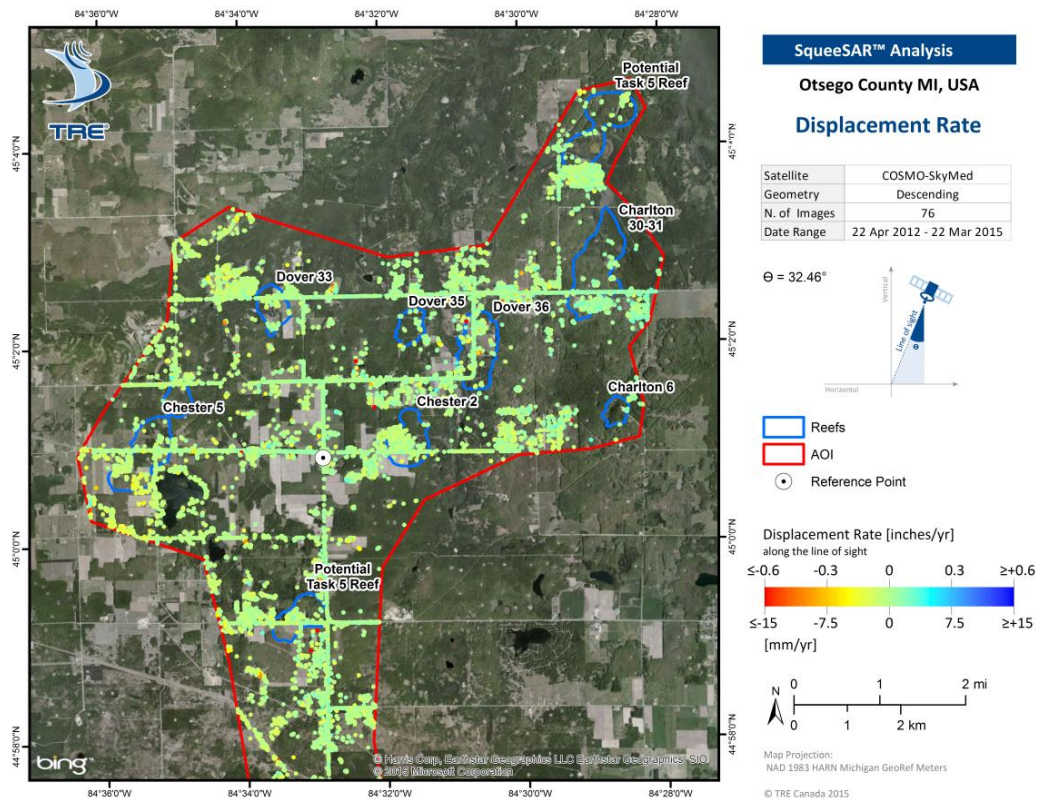 84°36'0"W 84°34'0"W 84°32'0"W 84°30'0"W 84°28'0"W
TRE
45°4'0"N
45°2'0"N
45°0'0"N
44°58'0"N
Potential
Task 5 Reef
Charlton
30-31
Dover 33
Dover 35
Dover 36
Charlton 6
Chester 5
Chester 2
Potential
Task 5 Reef
45°4'0"N
45°2'0"N
45°0'0"N
44°58'0"N
bing™
© Harris Corp, Earthstar Geographics LLC Earthstar Geographics SIO
© 2015 Microsoft Corporation
84°36'0"W 84°34'0"W 84°32'0"W 84°30'0"W 84°28'0"W
SqueeSAR™ Analysis
Otsego County MI, USA
Displacement Rate
Satellite COSMO-SkyMed
Geometry Descending
N. of Images 76
Date Range 22 Apr 2012 - 22 Mar 2015
Θ = 32.46°
Vertical
Line of sight
Θ
Horizontal
Reefs
AOI
Reference Point
Displacement Rate [inches/yr]
along the line of sight
≤-0.6 -0.3 0 0.3 ≥+0.6
≤-15 -7.5 0 7.5 ≥+15
[mm/yr]
N
0 1 2 mi
0 1 2 km
Map Projection:
NAD 1983 HARN Michigan GeoRef Meters
© TRE Canada 2015